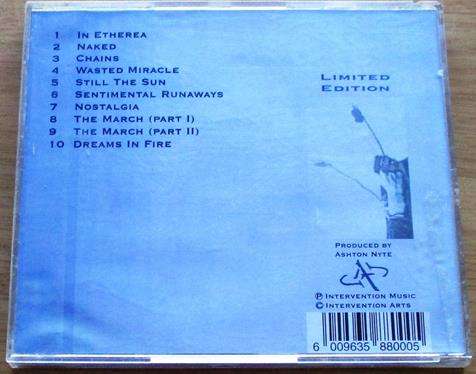 1 In Etherea
2 Naked
3 Chains
4 Wasted Miracle
5 Still The Sun
6 Sentimental Runaways
7 Nostalgia
8 The March (part I)
9 The March (part II)
10 Dreams In Fire
Limited
Edition
Produced by
Ashton Nyte
℗ Intervention Music
© Intervention Arts
6 009635 880005